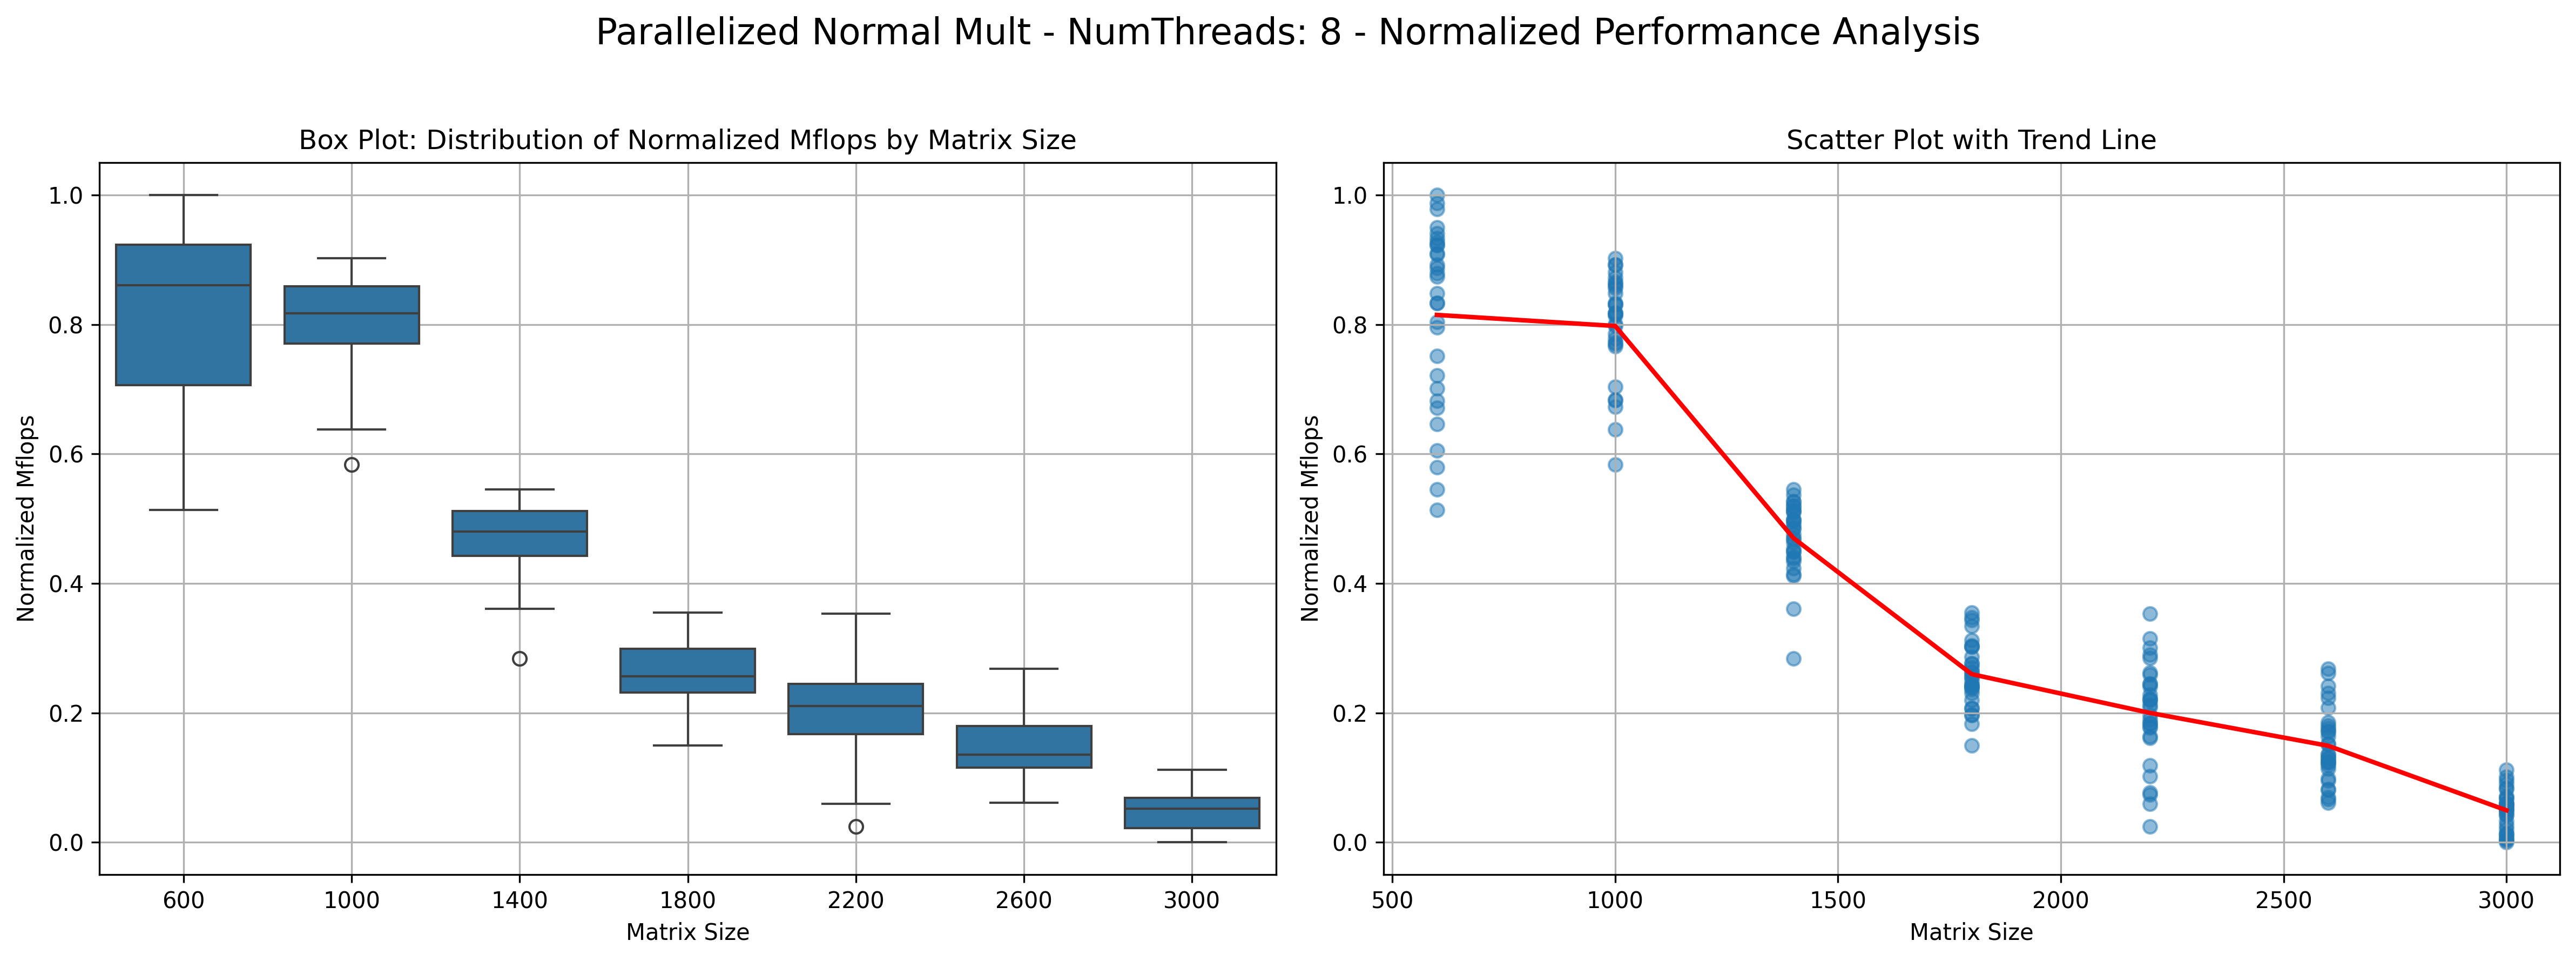 Parallelized Normal Mult - NumThreads: 8 - Normalized Performance Analysis
Box Plot: Distribution of Normalized Mflops by Matrix Size
1.0
0.8
0.6
0.4
0.2
0.0
Normalized Mflops
600 1000 1400 1800 2200 2600 3000
Matrix Size
Scatter Plot with Trend Line
1.0
0.8
0.6
0.4
0.2
0.0
Normalized Mflops
500 1000 1500 2000 2500 3000
Matrix Size